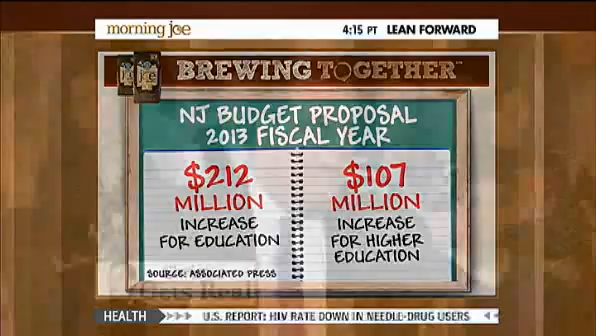 morning joe
4:15 PT LEAN FORWARD
BREWING TOGETHER™
NJ BUDGET PROPOSAL
2013 FISCAL YEAR
$212
MILLION
INCREASE
FOR EDUCATION
$107
MILLION
INCREASE
FOR HIGHER
EDUCATION
SOURCE: ASSOCIATED PRESS
HEALTH
U.S. REPORT: HIV RATE DOWN IN NEEDLE-DRUG USERS